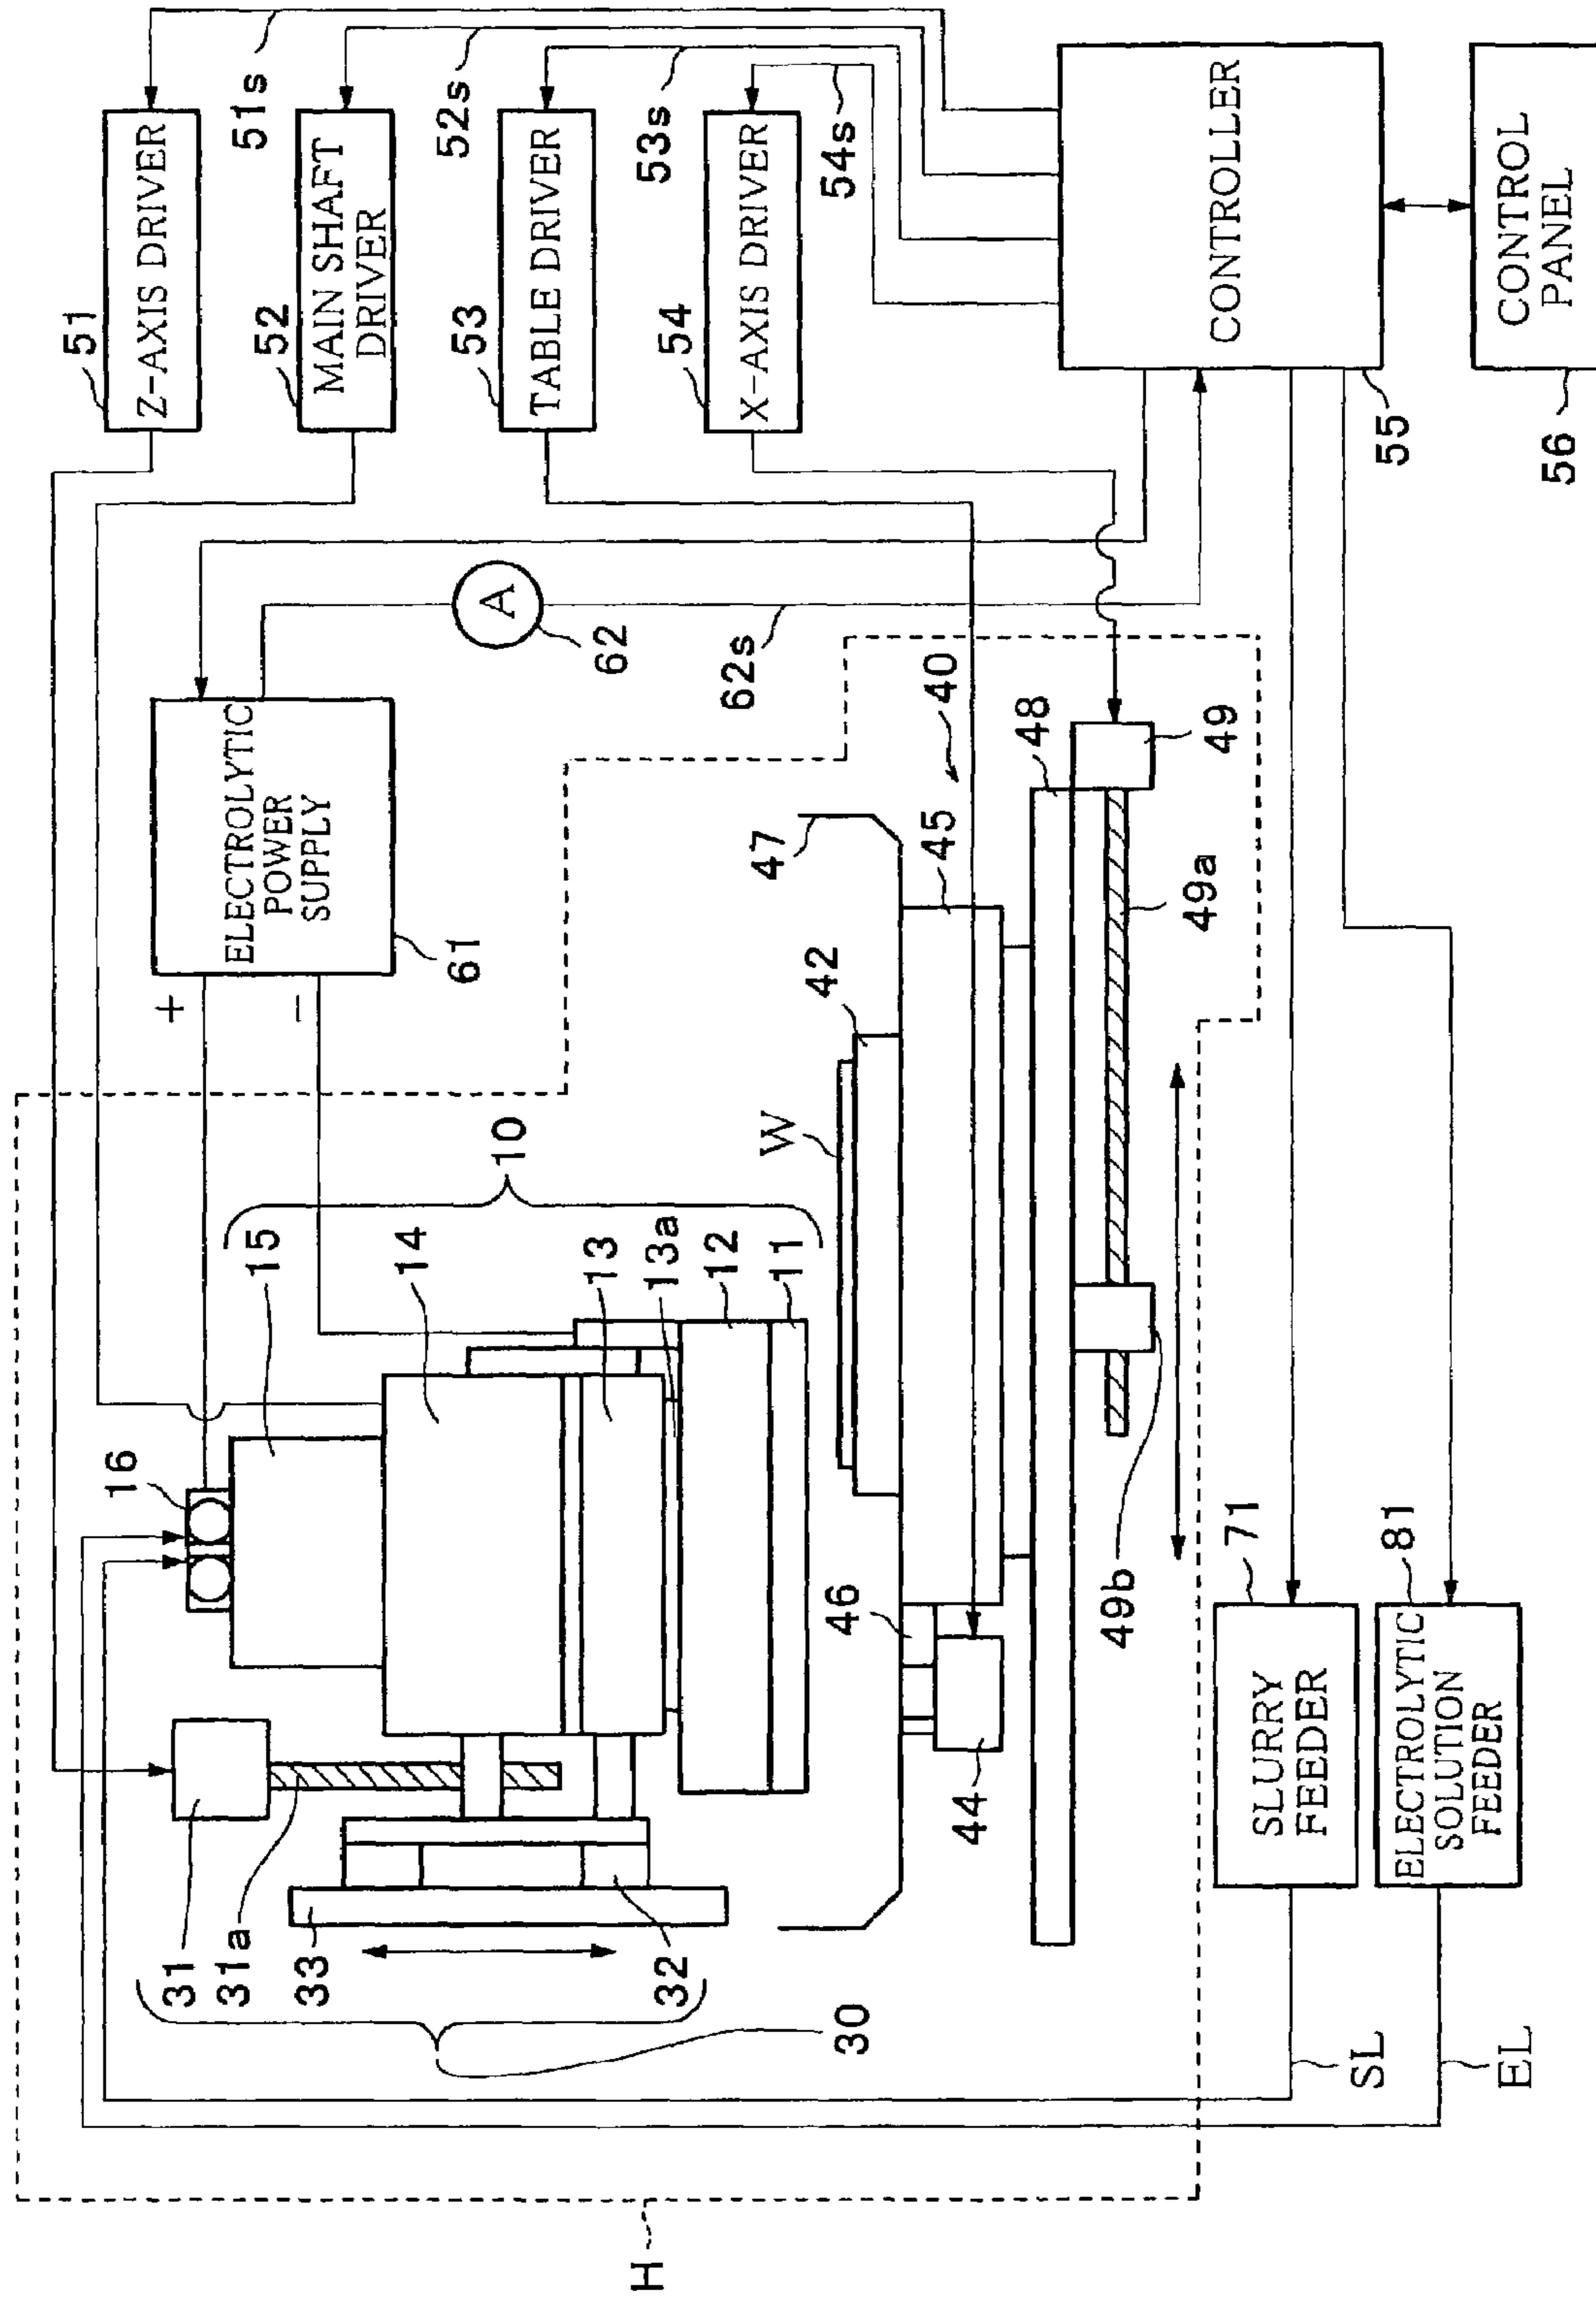 51
Z-AXIS DRIVER
51s
52
MAIN SHAFT
DRIVER
52s
53
TABLE DRIVER
53s
54
X-AXIS DRIVER
54s
CONTROLLER
55
CONTROL
PANEL
56
ELECTROLYTIC
POWER
SUPPLY
61
+
−
A
62
62s
10
15
14
13
13a
12
11
16
31
31a
33
32
30
W
42
47
45
40
48
49
49a
49b
46
44
71
SLURRY
FEEDER
81
ELECTROLYTIC
SOLUTION
FEEDER
SL
EL
H